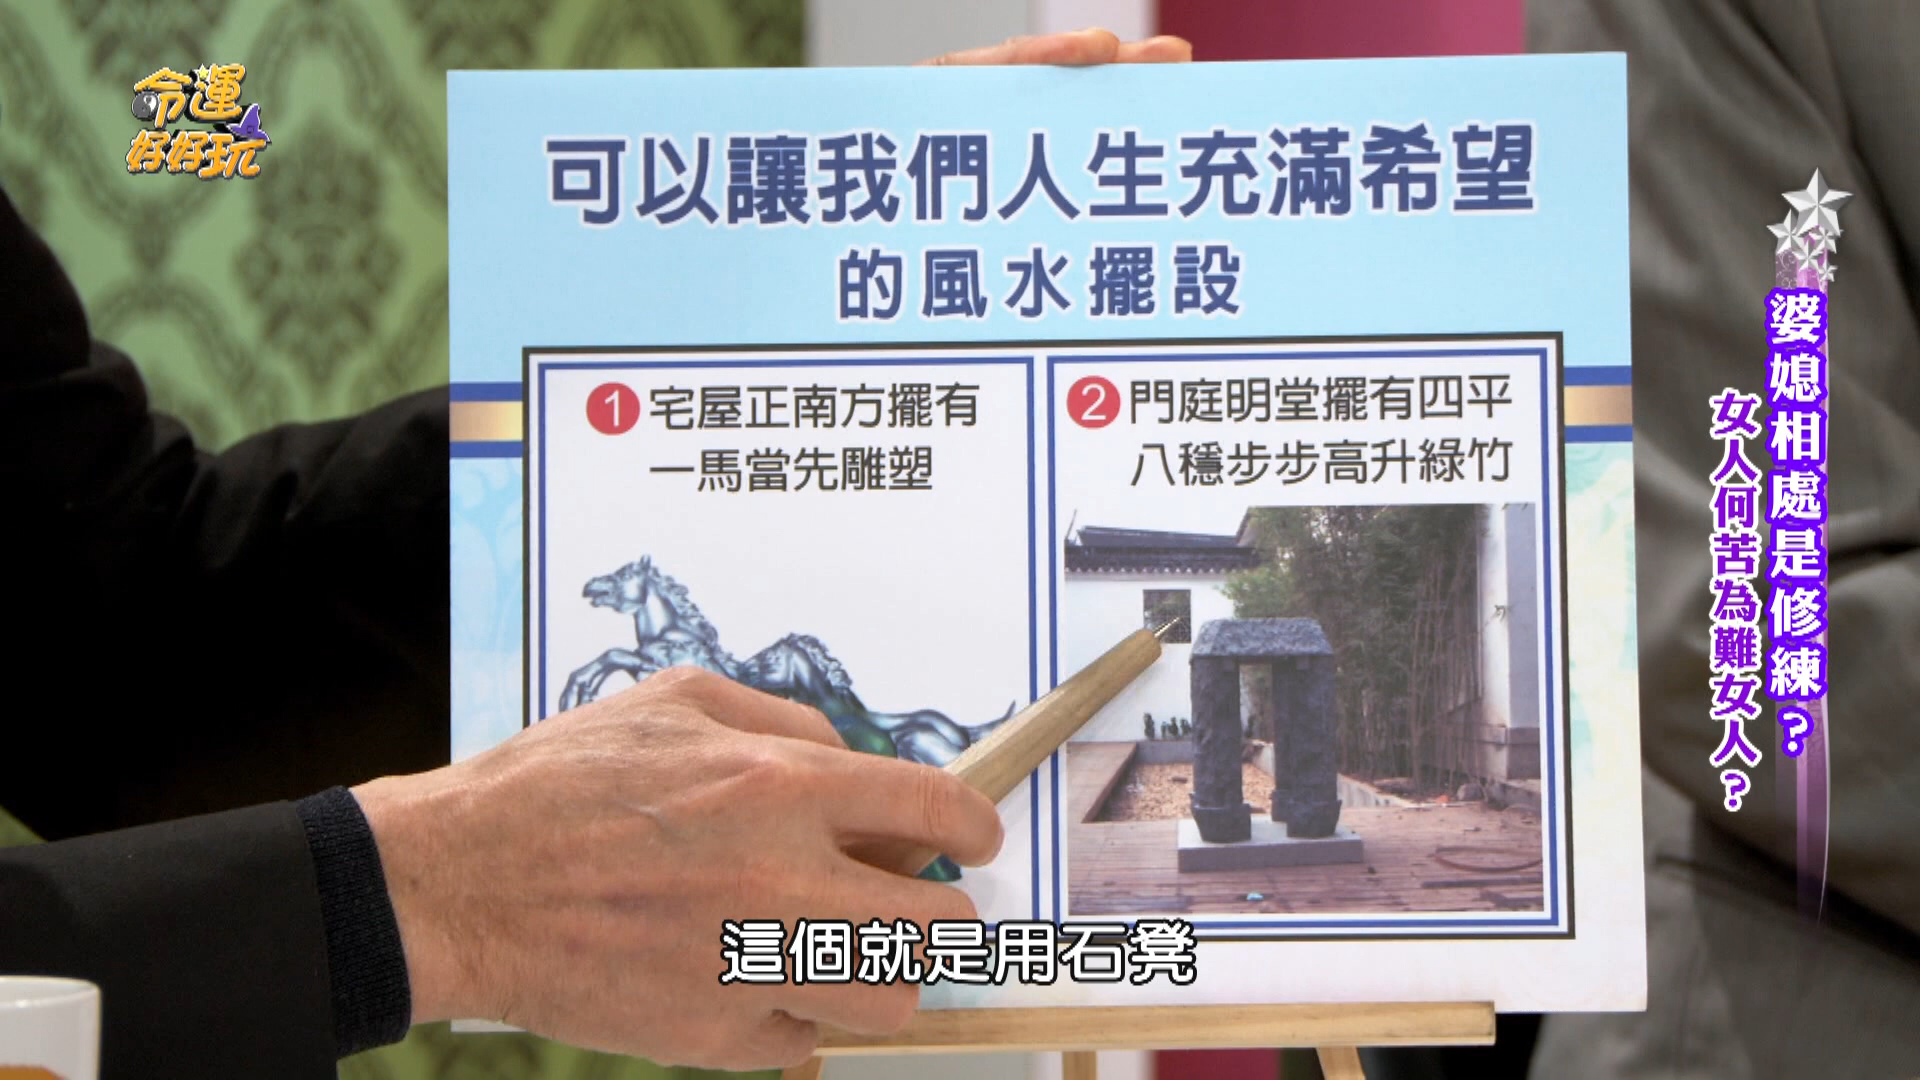 命運
好好玩
可以讓我們人生充滿希望
的風水擺設
1 宅屋正南方擺有
一馬當先雕塑
2 門庭明堂擺有四平
八穩步步高升綠竹
婆媳相處是修練？
女人何苦為難女人？
這個就是用石凳